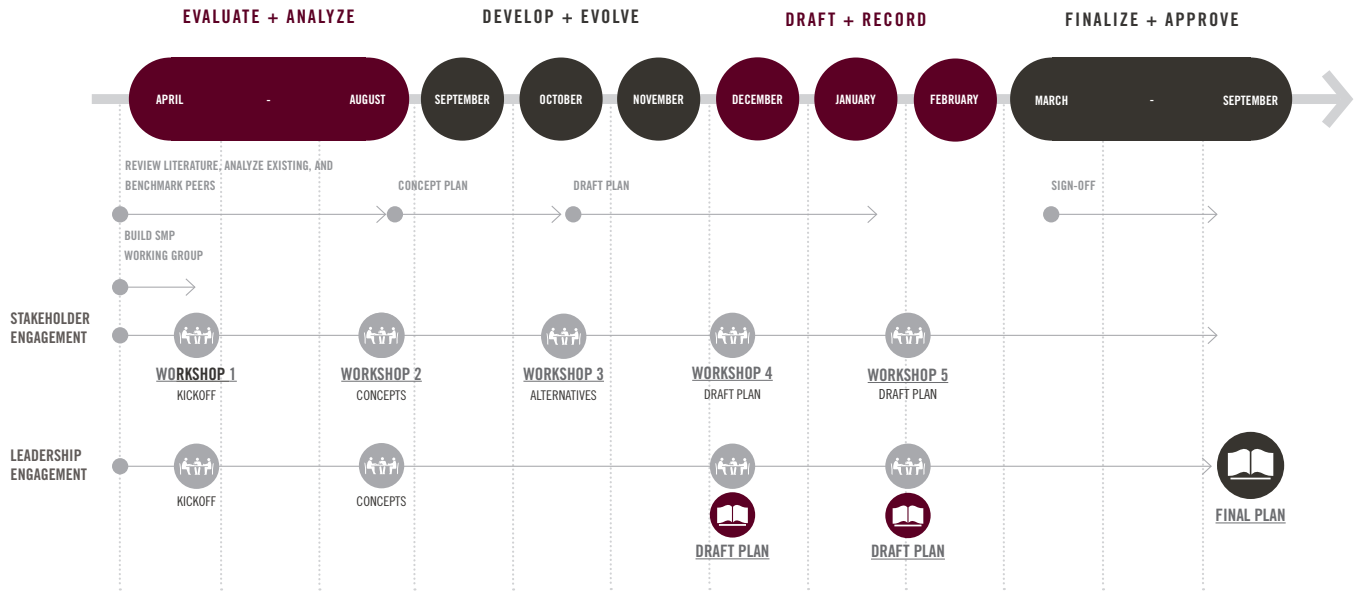 EVALUATE + ANALYZE
DEVELOP + EVOLVE
DRAFT + RECORD
FINALIZE + APPROVE
APRIL - AUGUST
SEPTEMBER
OCTOBER
NOVEMBER
DECEMBER
JANUARY
FEBRUARY
MARCH - SEPTEMBER
REVIEW LITERATURE, ANALYZE EXISTING, AND
BENCHMARK PEERS
CONCEPT PLAN
DRAFT PLAN
SIGN-OFF
BUILD SMP
WORKING GROUP
STAKEHOLDER
ENGAGEMENT
WORKSHOP 1
KICKOFF
WORKSHOP 2
CONCEPTS
WORKSHOP 3
ALTERNATIVES
WORKSHOP 4
DRAFT PLAN
WORKSHOP 5
DRAFT PLAN
LEADERSHIP
ENGAGEMENT
KICKOFF
CONCEPTS
DRAFT PLAN
DRAFT PLAN
FINAL PLAN